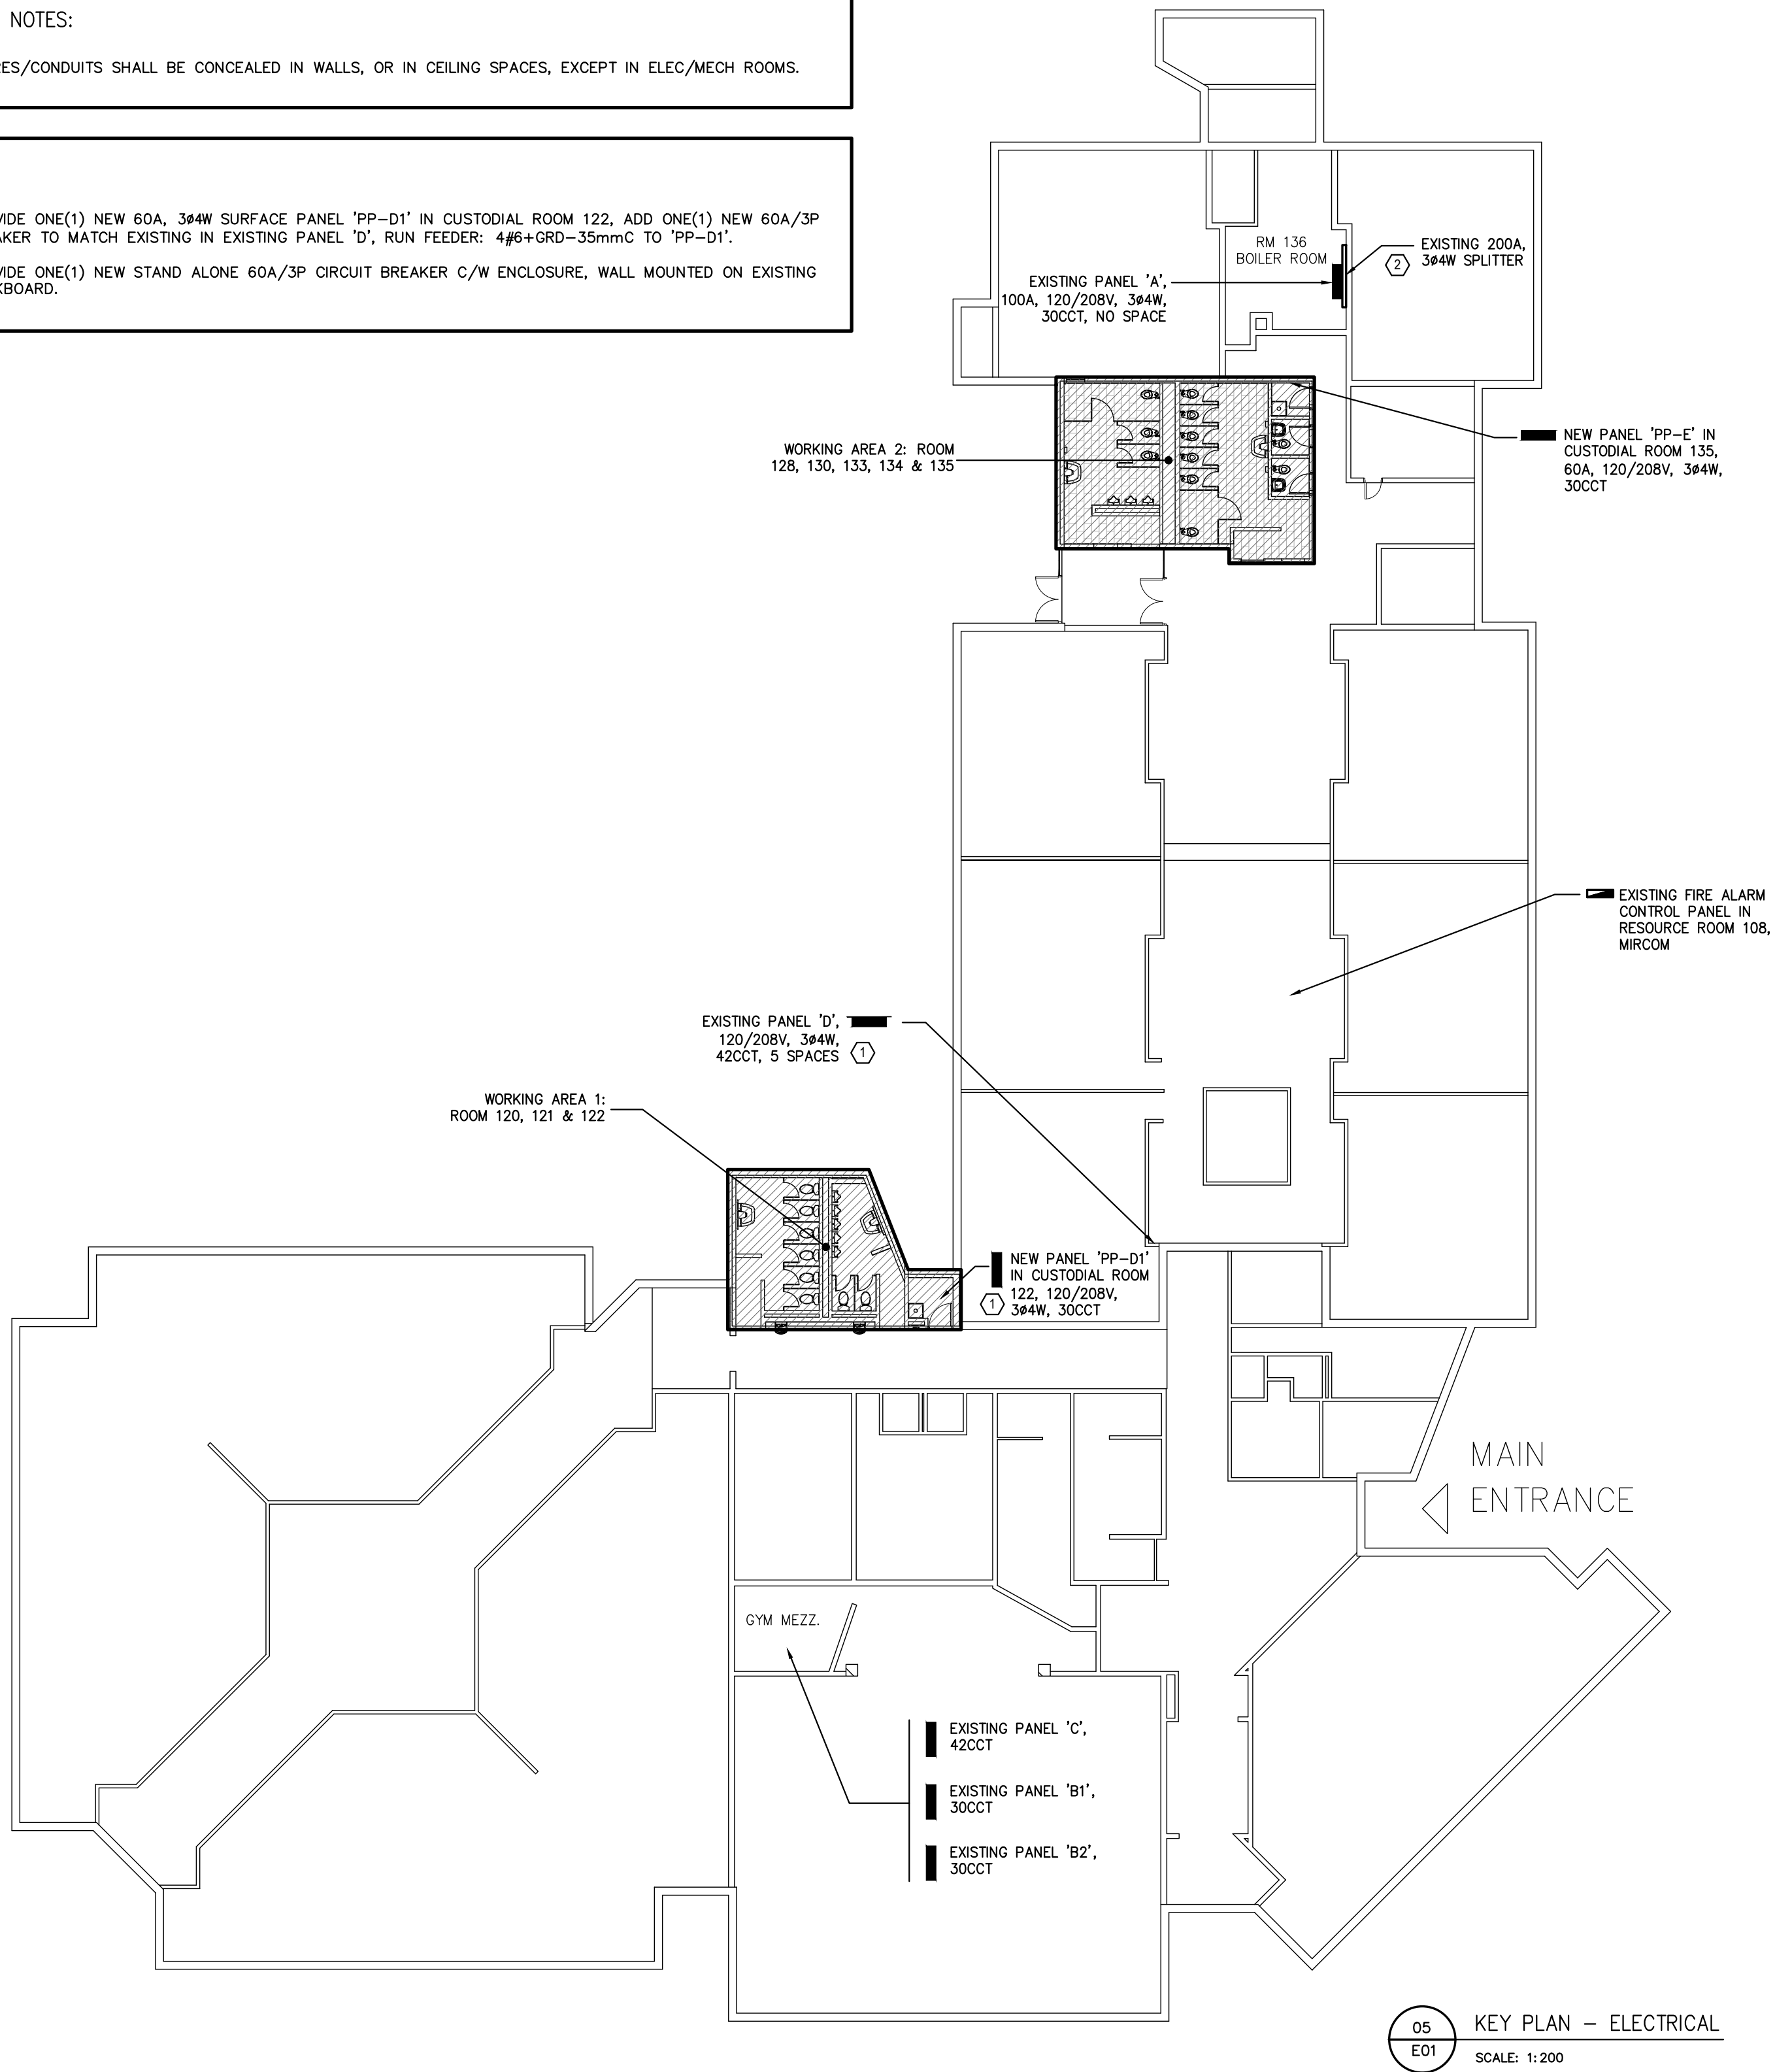 NOTES:
RES/CONDUITS SHALL BE CONCEALED IN WALLS, OR IN CEILING SPACES, EXCEPT IN ELEC/MECH ROOMS.
VIDE ONE(1) NEW 60A, 3ø4W SURFACE PANEL 'PP-D1' IN CUSTODIAL ROOM 122, ADD ONE(1) NEW 60A/3P
AKER TO MATCH EXISTING IN EXISTING PANEL 'D', RUN FEEDER: 4#6+GRD-35mmC TO 'PP-D1'.
VIDE ONE(1) NEW STAND ALONE 60A/3P CIRCUIT BREAKER C/W ENCLOSURE, WALL MOUNTED ON EXISTING
KBOARD.
RM 136
BOILER ROOM
EXISTING 200A,
3ø4W SPLITTER
2
EXISTING PANEL 'A',
100A, 120/208V, 3ø4W,
30CCT, NO SPACE
WORKING AREA 2: ROOM
128, 130, 133, 134 & 135
NEW PANEL 'PP-E' IN
CUSTODIAL ROOM 135,
60A, 120/208V, 3ø4W,
30CCT
EXISTING FIRE ALARM
CONTROL PANEL IN
RESOURCE ROOM 108,
MIRCOM
EXISTING PANEL 'D',
120/208V, 3ø4W,
42CCT, 5 SPACES
1
WORKING AREA 1:
ROOM 120, 121 & 122
NEW PANEL 'PP-D1'
IN CUSTODIAL ROOM
122, 120/208V,
3ø4W, 30CCT
1
MAIN
ENTRANCE
GYM MEZZ.
EXISTING PANEL 'C',
42CCT
EXISTING PANEL 'B1',
30CCT
EXISTING PANEL 'B2',
30CCT
05
E01
KEY PLAN - ELECTRICAL
SCALE: 1:200